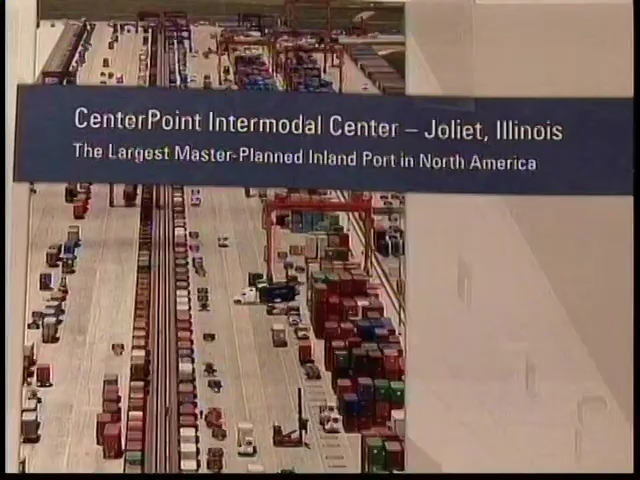 CenterPoint Intermodal Center – Joliet, Illinois
The Largest Master-Planned Inland Port in North America